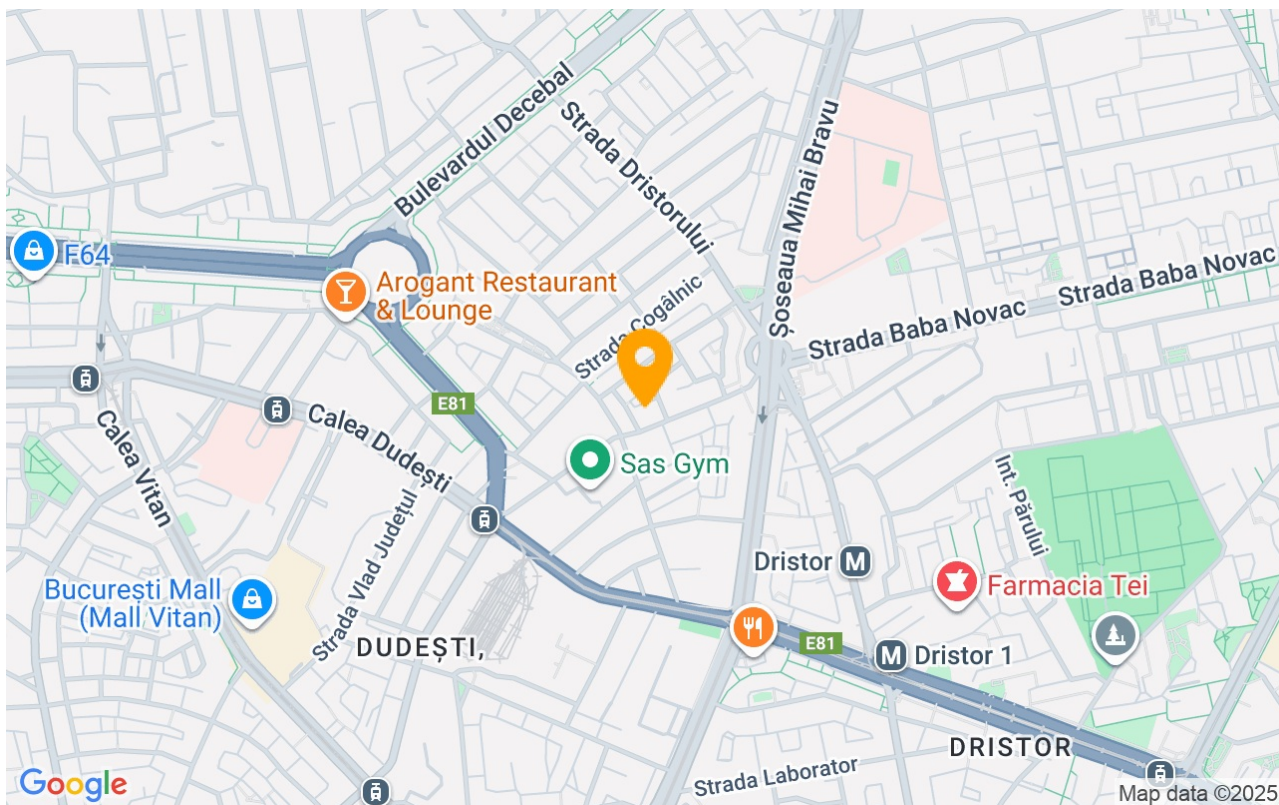 Bulevardul Decebal
Strada Dristorului
Șoseaua Mihai Bravu
F64
Arogant Restaurant
& Lounge
Strada Cogâlnic
Strada Baba Novac
Strada Baba Novac
E81
Calea Dudești
Calea Vitan
Sas Gym
Int. Părului
Strada Vlad Județul
Dristor
M
București Mall
(Mall Vitan)
Farmacia Tei
DUDEȘTI,
E81
M
Dristor 1
DRISTOR
Strada Laborator
Google
Map data ©2025